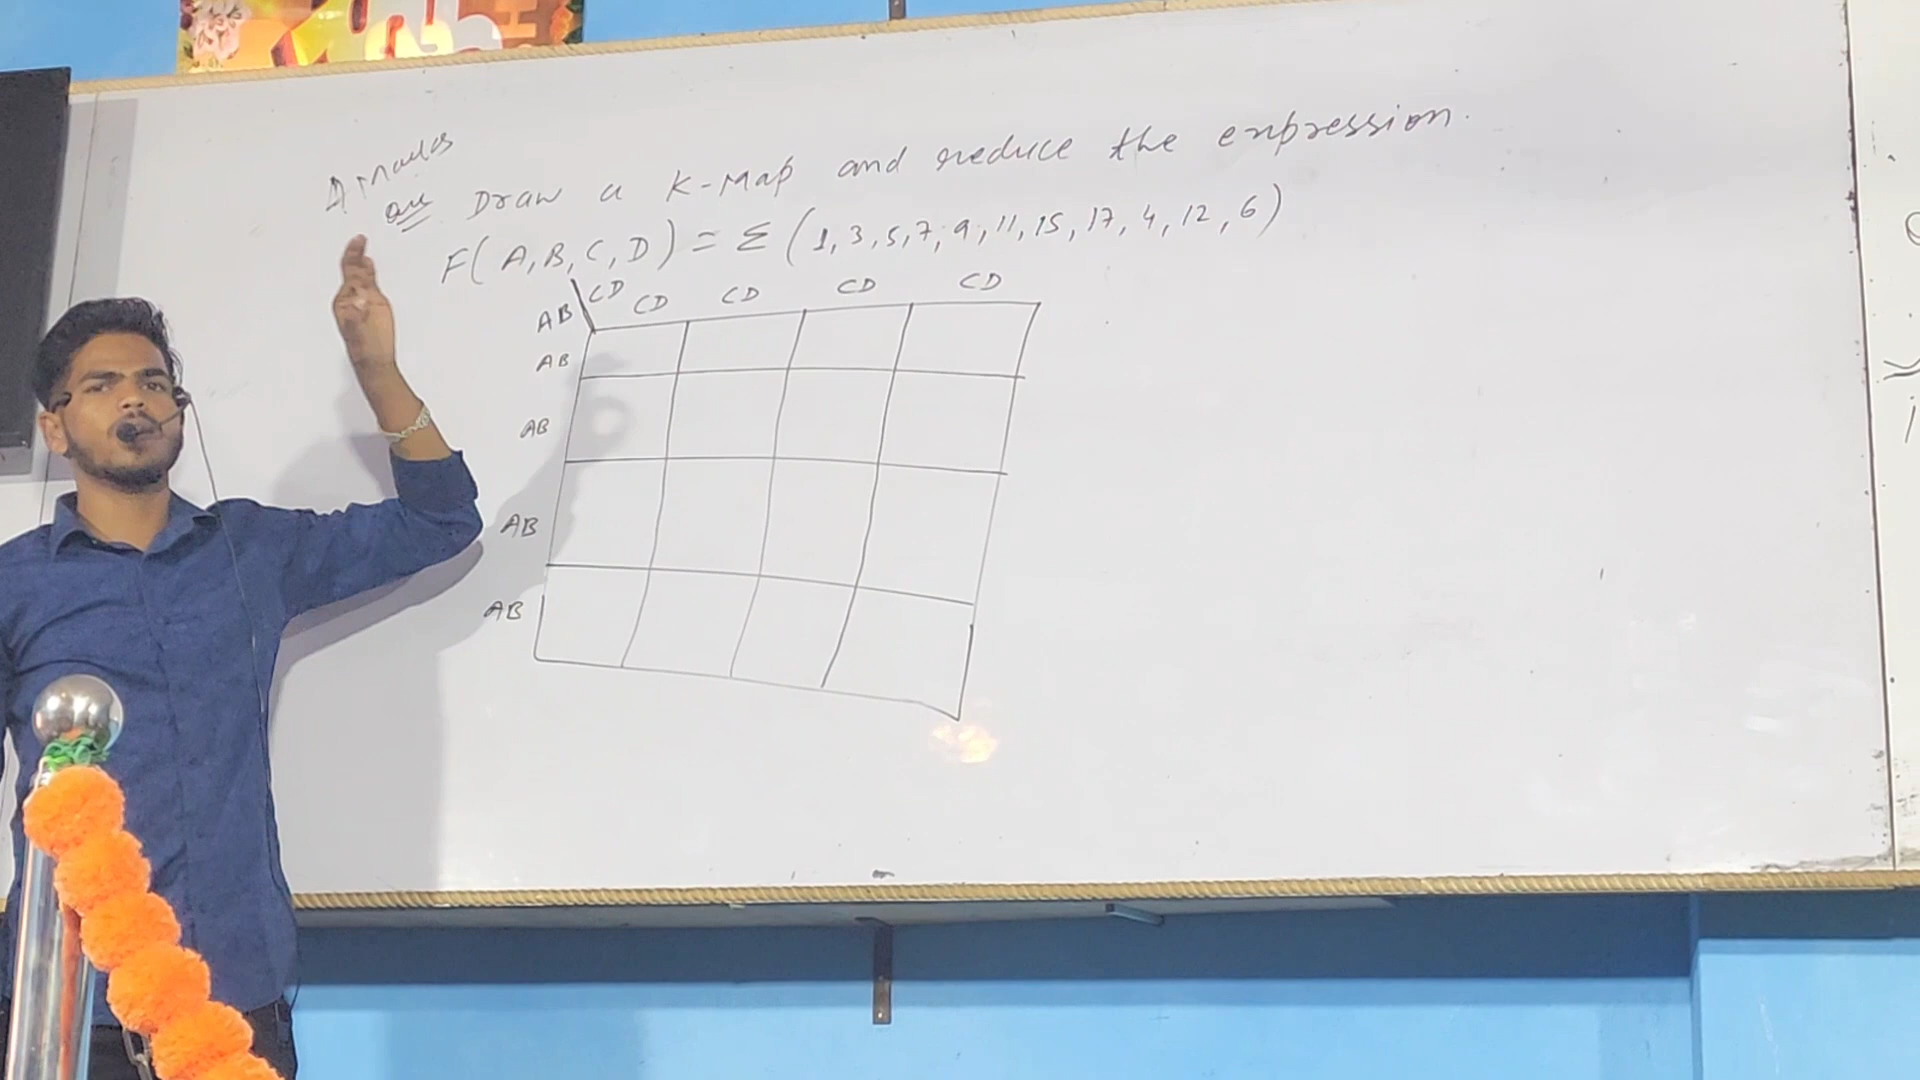 4 marks
Que Draw a K-Map and reduce the expression.
F(A,B,C,D) = Σ(1,3,5,7,9,11,15,17,4,12,6)
AB\CD CD CD CD CD
AB
AB
AB
AB